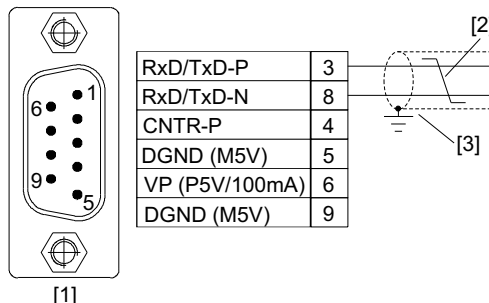 [2
1
6
9
5
RxD/TxD-P 3
RxD/TxD-N 8
CNTR-P 4
DGND (M5V) 5
VP (P5V/100mA) 6
DGND (M5V) 9
[3]
[1]